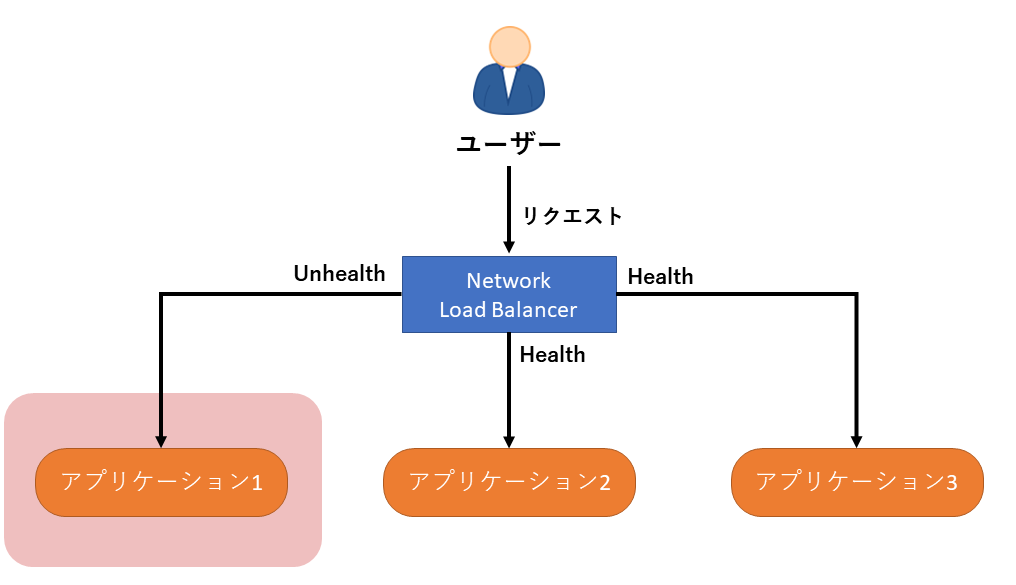 ユーザー
リクエスト
Unhealth
Network
Load Balancer
Health
Health
アプリケーション1
アプリケーション2
アプリケーション3